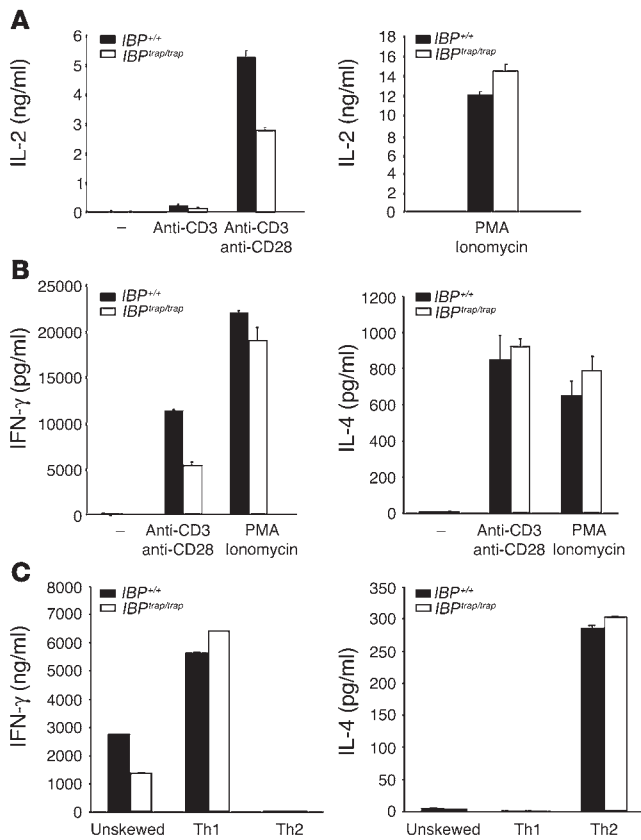 A
IL-2 (ng/ml)
6
5
4
3
2
1
0
IBP+/+
IBPtrap/trap
–
Anti-CD3
Anti-CD3
anti-CD28
IL-2 (ng/ml)
18
16
14
12
10
8
6
4
2
0
IBP+/+
IBPtrap/trap
PMA
Ionomycin
B
IFN-γ (pg/ml)
25000
20000
15000
10000
5000
0
IBP+/+
IBPtrap/trap
–
Anti-CD3
anti-CD28
PMA
Ionomycin
IL-4 (pg/ml)
1200
1000
800
600
400
200
0
IBP+/+
IBPtrap/trap
–
Anti-CD3
anti-CD28
PMA
Ionomycin
C
IFN-γ (ng/ml)
8000
7000
6000
5000
4000
3000
2000
1000
0
IBP+/+
IBPtrap/trap
Unskewed
Th1
Th2
IL-4 (pg/ml)
350
300
250
200
150
100
50
0
IBP+/+
IBPtrap/trap
Unskewed
Th1
Th2